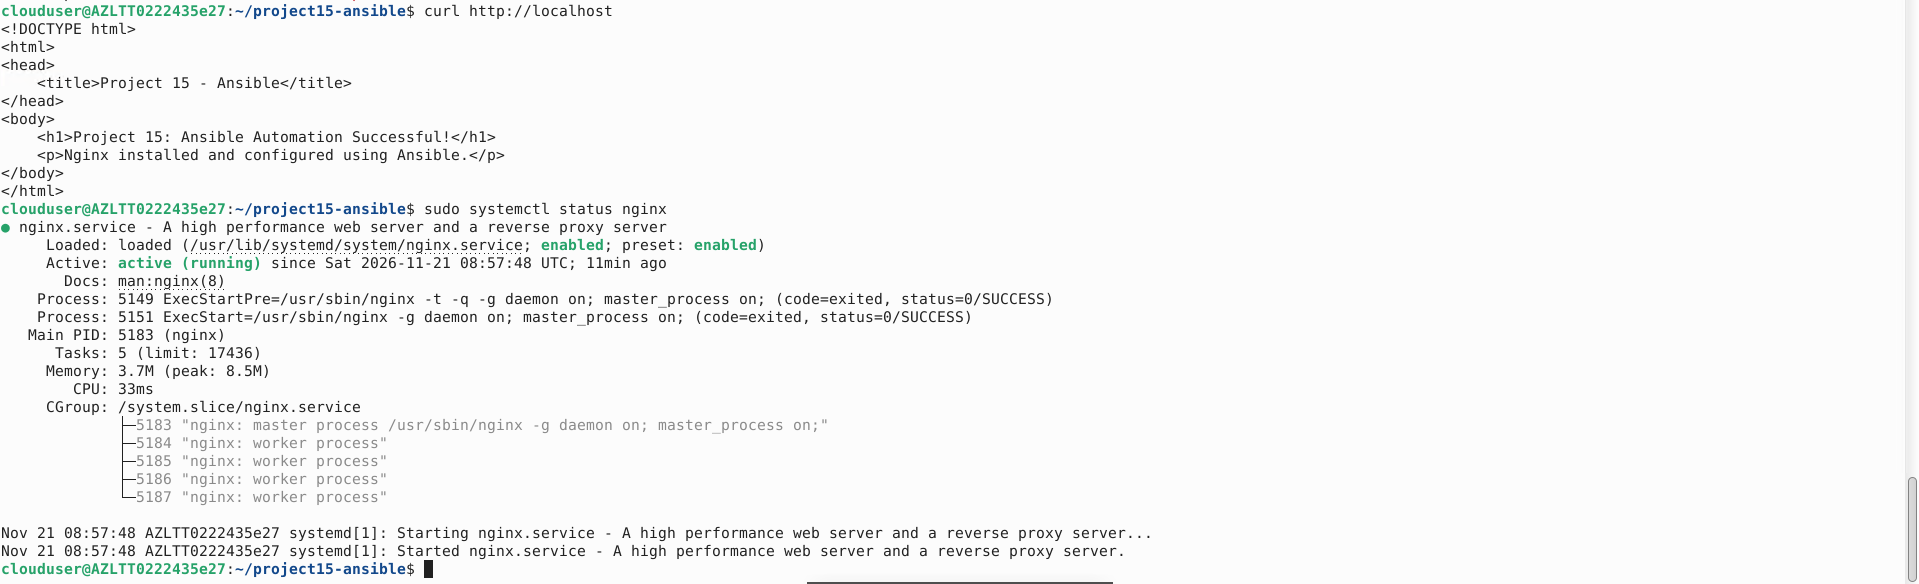 clouduser@AZLTT0222435e27:~/project15-ansible$ curl http://localhost
<!DOCTYPE html>
<html>
<head>
    <title>Project 15 - Ansible</title>
</head>
<body>
    <h1>Project 15: Ansible Automation Successful!</h1>
    <p>Nginx installed and configured using Ansible.</p>
</body>
</html>
clouduser@AZLTT0222435e27:~/project15-ansible$ sudo systemctl status nginx
● nginx.service - A high performance web server and a reverse proxy server
     Loaded: loaded (/usr/lib/systemd/system/nginx.service; enabled; preset: enabled)
     Active: active (running) since Sat 2026-11-21 08:57:48 UTC; 11min ago
       Docs: man:nginx(8)
    Process: 5149 ExecStartPre=/usr/sbin/nginx -t -q -g daemon on; master_process on; (code=exited, status=0/SUCCESS)
    Process: 5151 ExecStart=/usr/sbin/nginx -g daemon on; master_process on; (code=exited, status=0/SUCCESS)
   Main PID: 5183 (nginx)
      Tasks: 5 (limit: 17436)
     Memory: 3.7M (peak: 8.5M)
        CPU: 33ms
     CGroup: /system.slice/nginx.service
             ├─5183 "nginx: master process /usr/sbin/nginx -g daemon on; master_process on;"
             ├─5184 "nginx: worker process"
             ├─5185 "nginx: worker process"
             ├─5186 "nginx: worker process"
             └─5187 "nginx: worker process"

Nov 21 08:57:48 AZLTT0222435e27 systemd[1]: Starting nginx.service - A high performance web server and a reverse proxy server...
Nov 21 08:57:48 AZLTT0222435e27 systemd[1]: Started nginx.service - A high performance web server and a reverse proxy server.
clouduser@AZLTT0222435e27:~/project15-ansible$